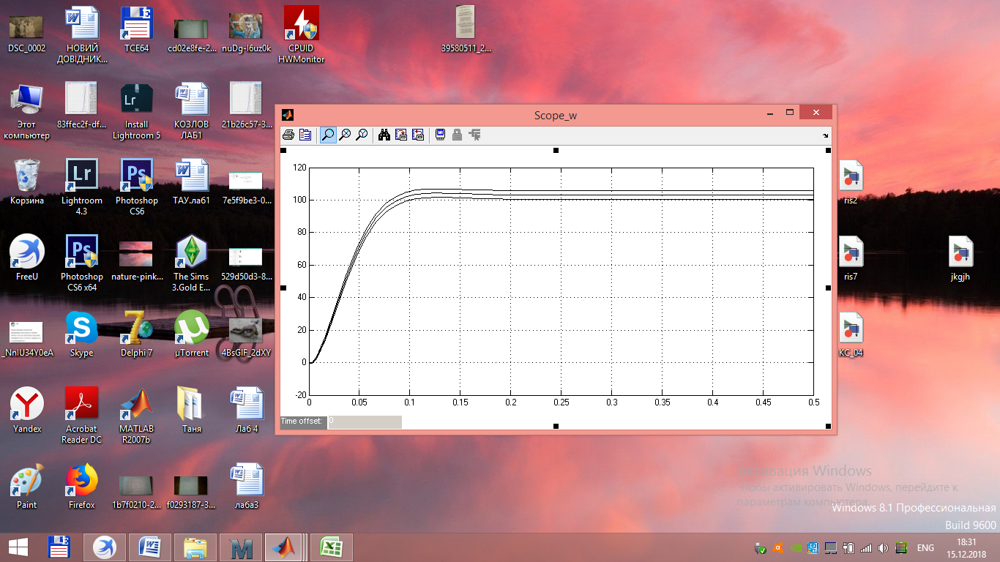 DSC_0002
НОВИЙ
ДОВІДНИК...
TCE64
cd02e8fe-2...
nuDg-I6uz0k
CPUID
HWMonitor
39580511_2...
Этот
компьютер
83ffec2f-df...
Install
Lightroom 5
КОЗЛОВ
ЛАБ1
21b26c57-3...
Корзина
Lightroom
4.3
Photoshop
CS6
ТАУ.лаб1
7e5f9be3-0...
FreeU
Photoshop
CS6 x64
nature-pink...
The Sims
3.Gold E...
529d50d3-8...
_NnIU34Y0eA
Skype
Delphi 7
µTorrent
4BsGIF_2dXY
Yandex
Acrobat
Reader DC
MATLAB
R2007b
Таня
Лаб 4
Paint
Firefox
1b7f0210-2...
f0293187-3...
лаба3
Scope_w
120
100
80
60
40
20
0
-20
0
0.05
0.1
0.15
0.2
0.25
0.3
0.35
0.4
0.45
0.5
Time offset: 0
ris2
ris7
jkgjh
KC_04
Активация Windows
Чтобы активировать Windows, перейдите к
параметрам компьютера.
Windows 8.1 Профессиональная
Build 9600
ENG
18:31
15.12.2018